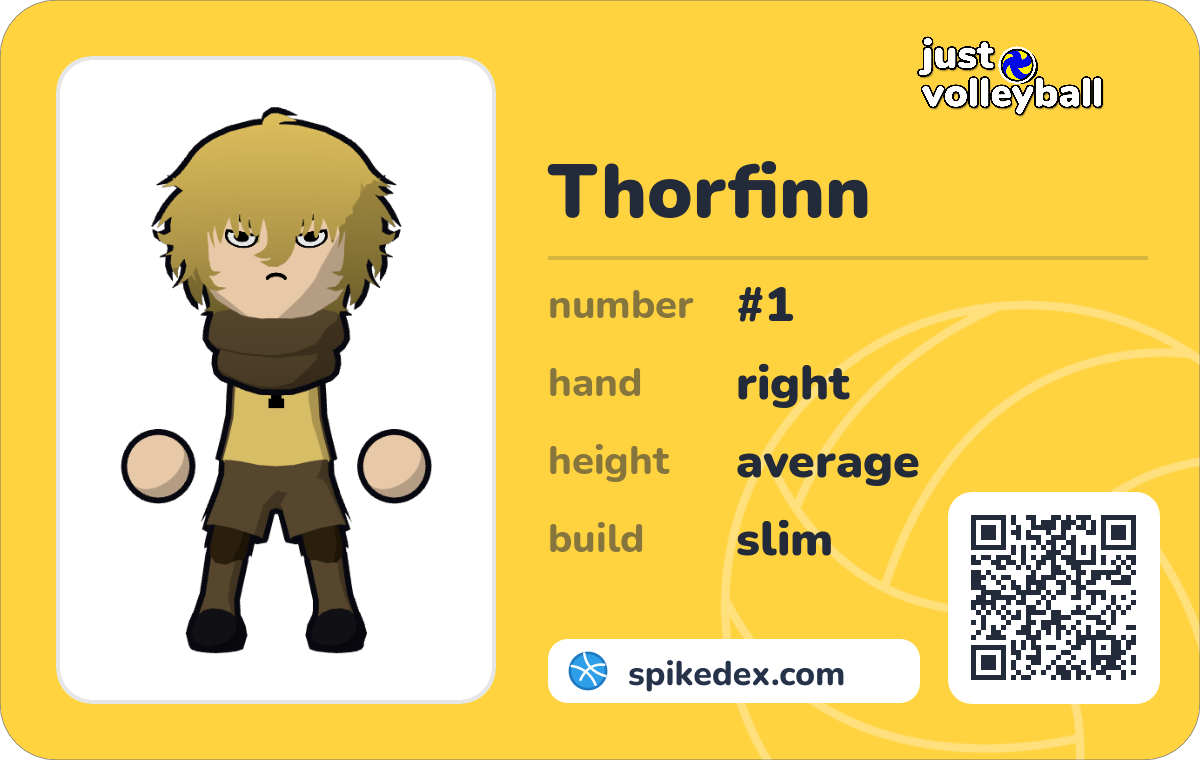 just
volleyball
Thorfinn
number #1
hand right
height average
build slim
spikedex.com